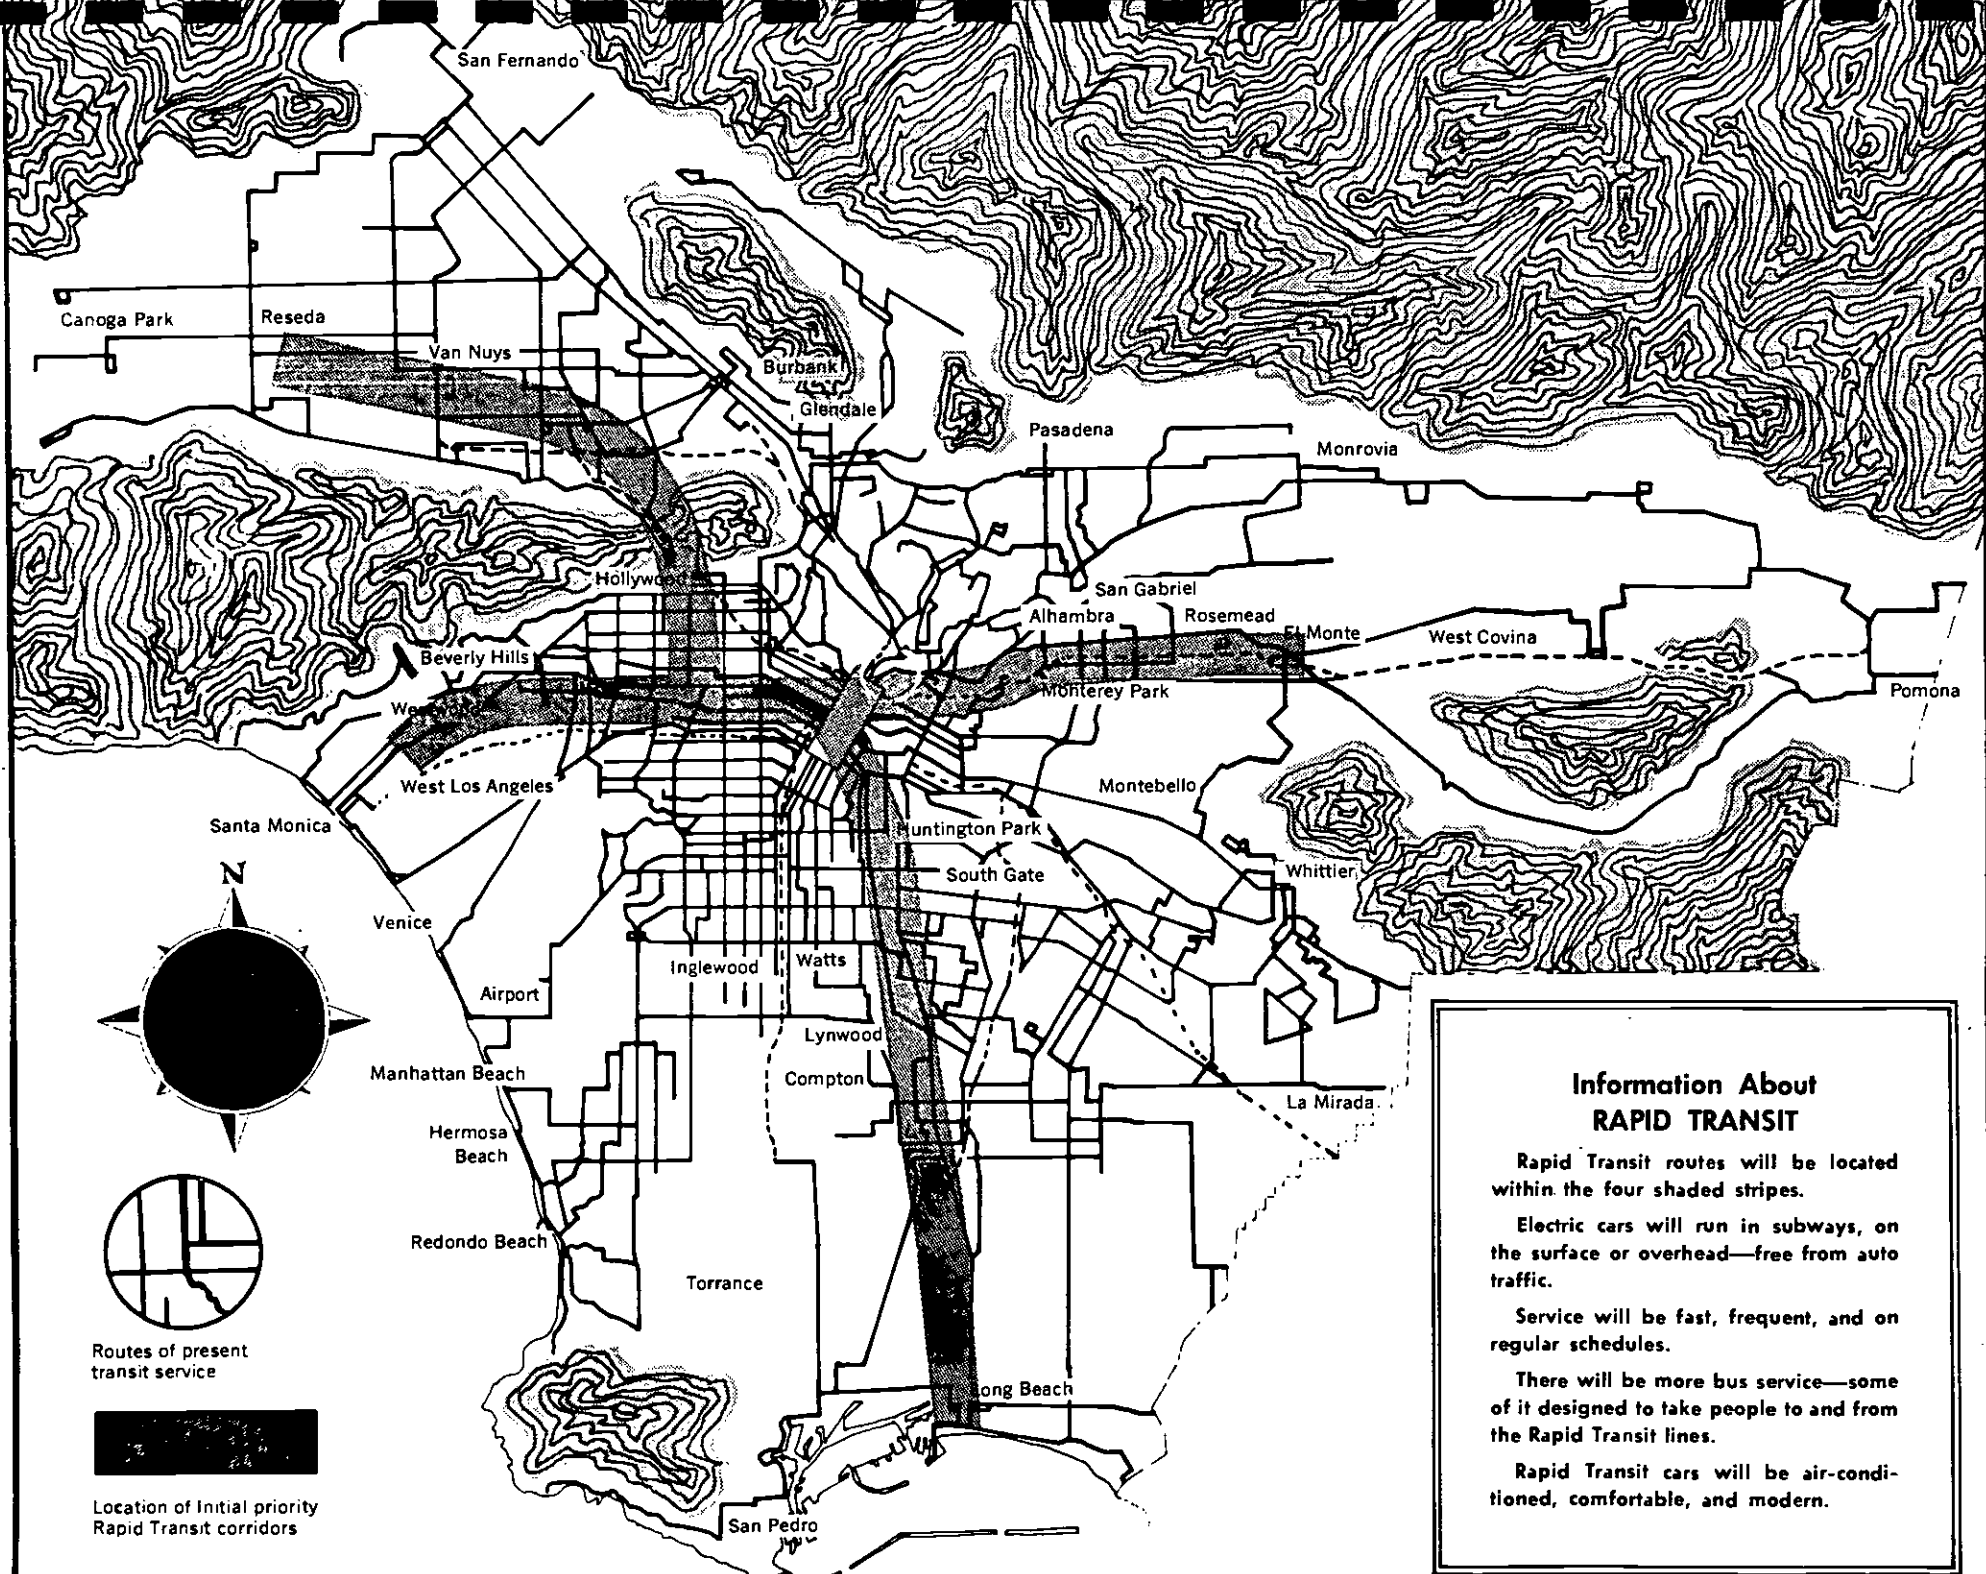 San Fernando
Canoga Park
Reseda
Van Nuys
Burbank
Glendale
Pasadena
Monrovia
Hollywood
San Gabriel
Alhambra
Rosemead
El Monte
West Covina
Beverly Hills
Monterey Park
Pomona
Westwood
West Los Angeles
Montebello
Santa Monica
Huntington Park
South Gate
Whittier
N
Venice
Inglewood
Watts
Airport
Lynwood
Manhattan Beach
Compton
La Mirada
Hermosa
Beach
Redondo Beach
Torrance
Long Beach
San Pedro
Routes of present
transit service
Location of Initial priority
Rapid Transit corridors
Information About
RAPID TRANSIT
Rapid Transit routes will be located
within the four shaded stripes.
Electric cars will run in subways, on
the surface or overhead—free from auto
traffic.
Service will be fast, frequent, and on
regular schedules.
There will be more bus service—some
of it designed to take people to and from
the Rapid Transit lines.
Rapid Transit cars will be air-condi-
tioned, comfortable, and modern.